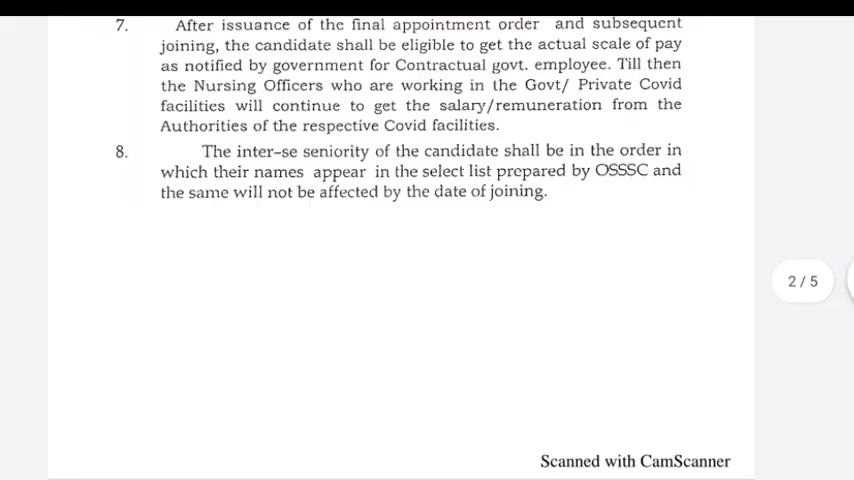 7. After issuance of the final appointment order and subsequent
joining, the candidate shall be eligible to get the actual scale of pay
as notified by government for Contractual govt. employee. Till then
the Nursing Officers who are working in the Govt/ Private Covid
facilities will continue to get the salary/remuneration from the
Authorities of the respective Covid facilities.
8. The inter-se seniority of the candidate shall be in the order in
which their names appear in the select list prepared by OSSSC and
the same will not be affected by the date of joining.
2 / 5
Scanned with CamScanner